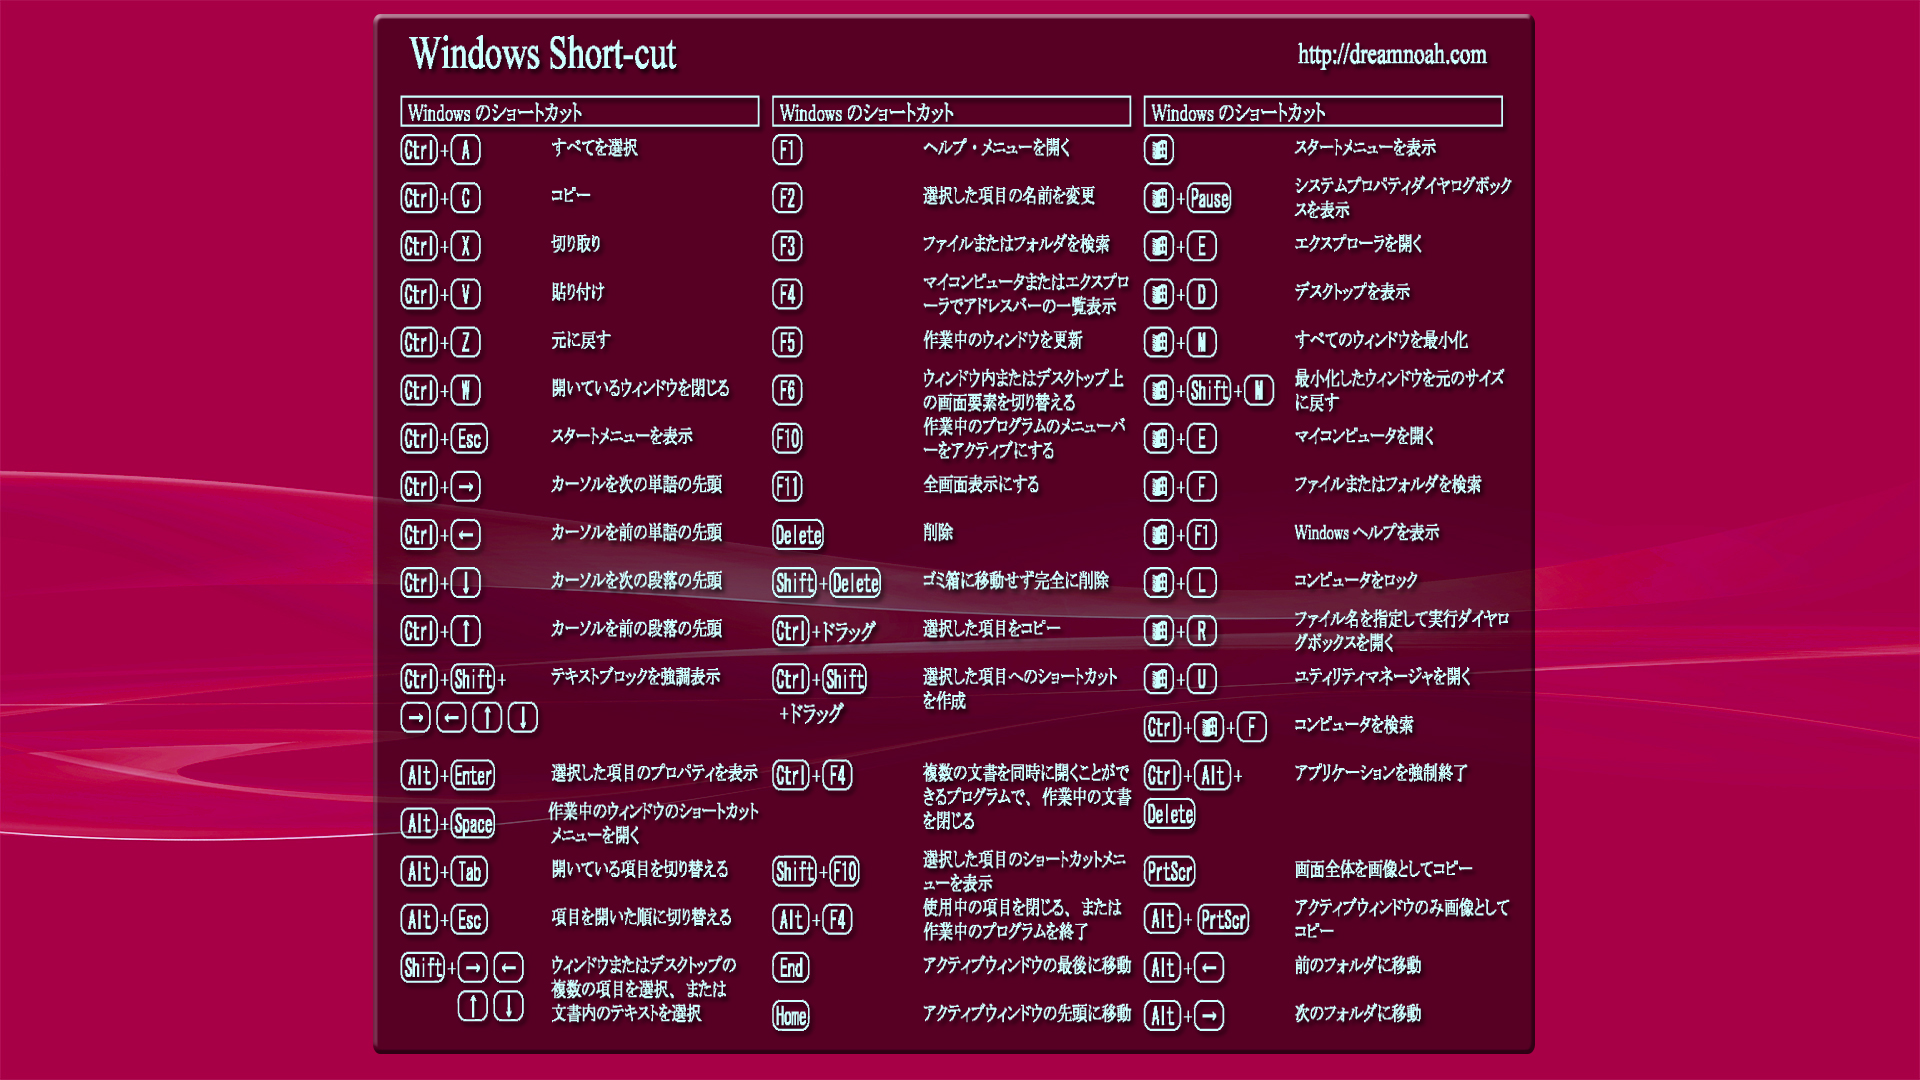 Windows Short-cut
http://dreamnoah.com
Windows のショートカット
Ctrl+A すべてを選択
Ctrl+C コピー
Ctrl+X 切り取り
Ctrl+V 貼り付け
Ctrl+Z 元に戻す
Ctrl+W 開いているウィンドウを閉じる
Ctrl+Esc スタートメニューを表示
Ctrl+→ カーソルを次の単語の先頭
Ctrl+← カーソルを前の単語の先頭
Ctrl+↓ カーソルを次の段落の先頭
Ctrl+↑ カーソルを前の段落の先頭
Ctrl+Shift+ テキストブロックを強調表示
→ ← ↑ ↓
Alt+Enter 選択した項目のプロパティを表示
Alt+Space 作業中のウィンドウのショートカット
メニューを開く
Alt+Tab 開いている項目を切り替える
Alt+Esc 項目を開いた順に切り替える
Shift+→ ← ウィンドウまたはデスクトップの
複数の項目を選択、または
↑ ↓ 文書内のテキストを選択
Windows のショートカット
F1 ヘルプ・メニューを開く
F2 選択した項目の名前を変更
F3 ファイルまたはフォルダを検索
F4 マイコンピュータまたはエクスプロ
ーラでアドレスバーの一覧表示
F5 作業中のウィンドウを更新
F6 ウィンドウ内またはデスクトップ上
の画面要素を切り替える
F10 作業中のプログラムのメニューバ
ーをアクティブにする
F11 全画面表示にする
Delete 削除
Shift+Delete ゴミ箱に移動せず完全に削除
Ctrl+ドラッグ 選択した項目をコピー
Ctrl+Shift 選択した項目へのショートカット
+ドラッグ を作成
Ctrl+F4 複数の文書を同時に開くことがで
きるプログラムで、作業中の文書
を閉じる
Shift+F10 選択した項目のショートカットメニ
ューを表示
Alt+F4 使用中の項目を閉じる、または
作業中のプログラムを終了
End アクティブウィンドウの最後に移動
Home アクティブウィンドウの先頭に移動
Windows のショートカット
スタートメニューを表示
+Pause システムプロパティダイヤログボック
スを表示
+E エクスプローラを開く
+D デスクトップを表示
+M すべてのウィンドウを最小化
+Shift+M 最小化したウィンドウを元のサイズ
に戻す
+E マイコンピュータを開く
+F ファイルまたはフォルダを検索
+F1 Windows ヘルプを表示
+L コンピュータをロック
+R ファイル名を指定して実行ダイヤロ
グボックスを開く
+U ユティリティマネージャを開く
Ctrl+ +F コンピュータを検索
Ctrl+Alt+ アプリケーションを強制終了
Delete
PrtScr 画面全体を画像としてコピー
Alt+PrtScr アクティブウィンドウのみ画像として
コピー
Alt+← 前のフォルダに移動
Alt+→ 次のフォルダに移動